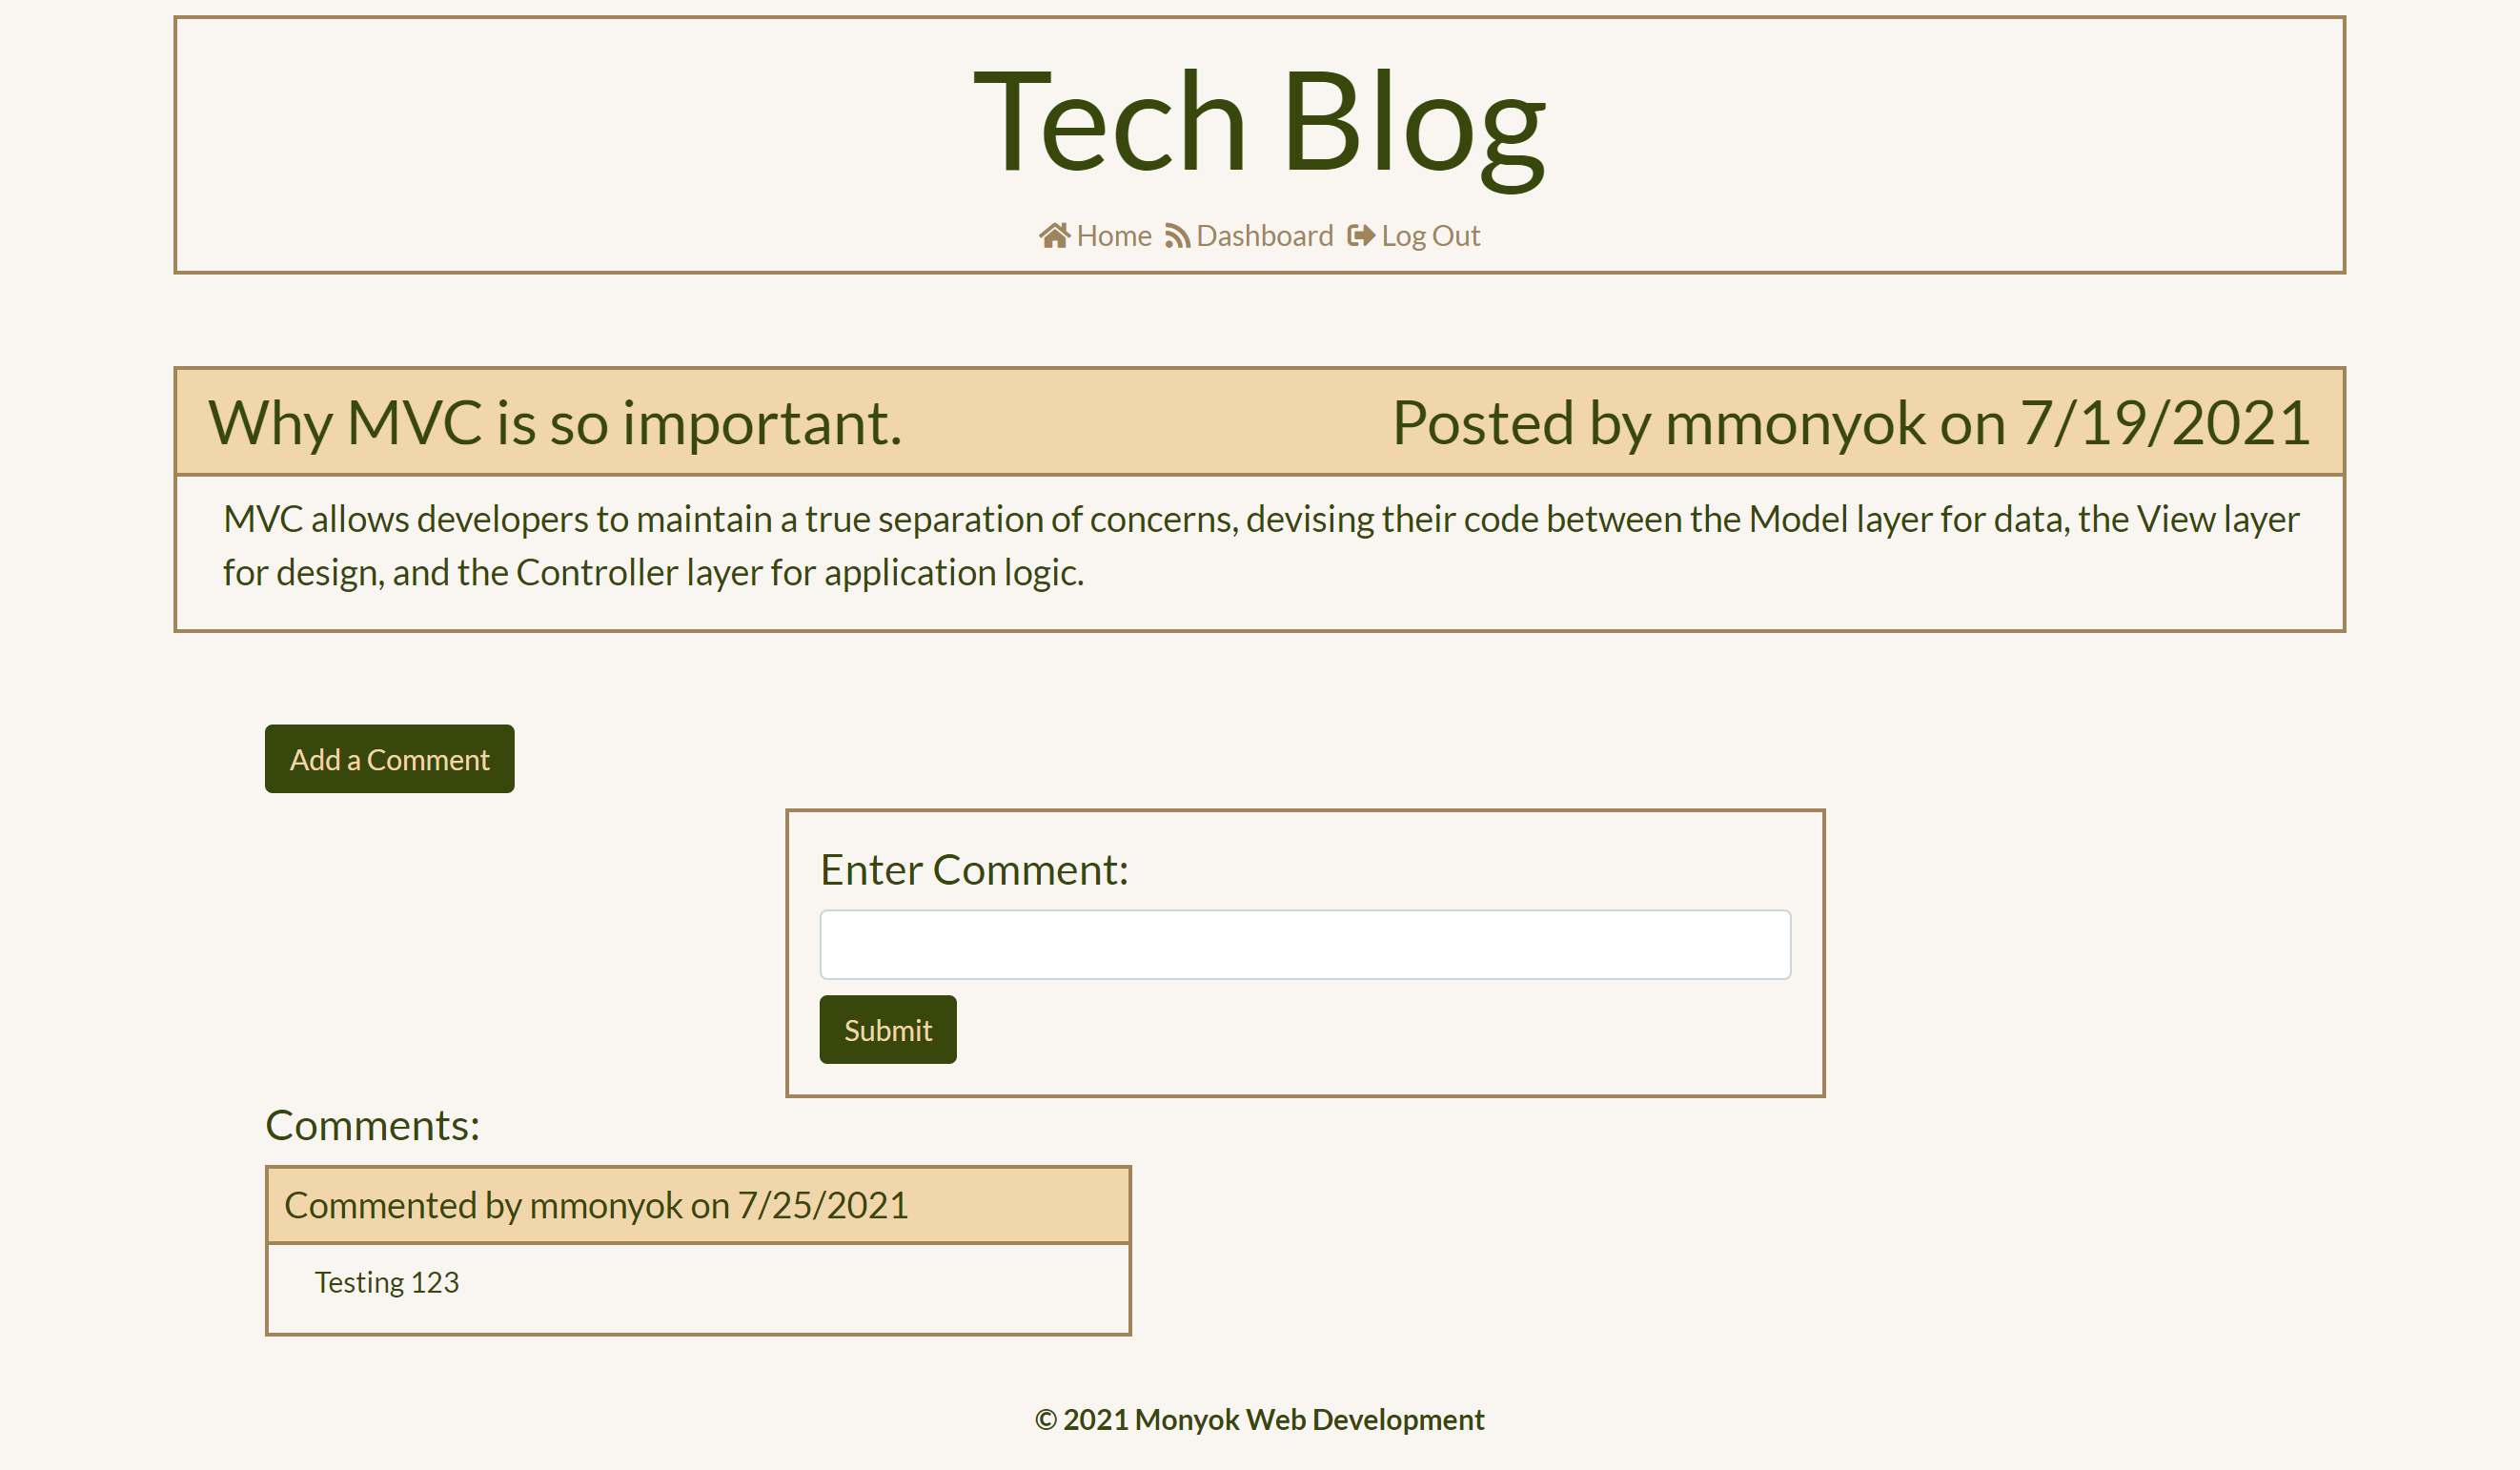 Tech Blog
Home Dashboard Log Out
Why MVC is so important. Posted by mmonyok on 7/19/2021
MVC allows developers to maintain a true separation of concerns, devising their code between the Model layer for data, the View layer
for design, and the Controller layer for application logic.
Add a Comment
Enter Comment:
Submit
Comments:
Commented by mmonyok on 7/25/2021
Testing 123
© 2021 Monyok Web Development